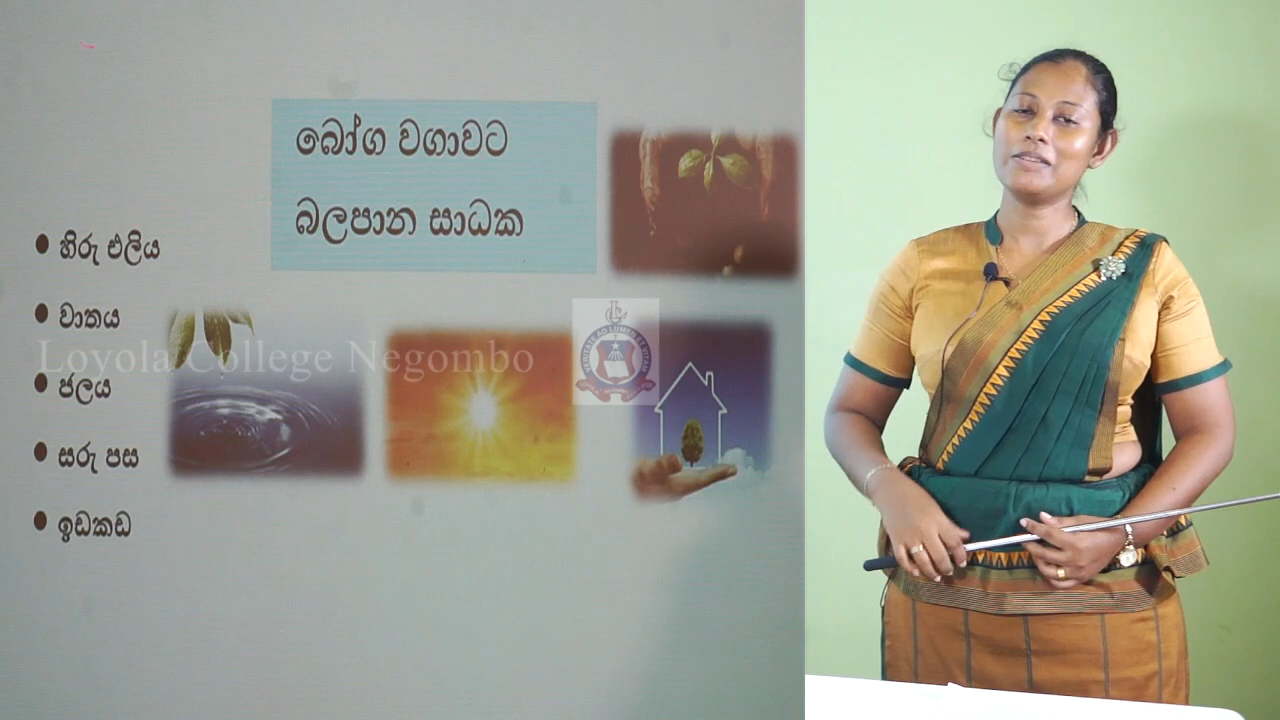 බෝග වගාවට
බලපාන සාධක
හිරු එළිය
වාතය
ජලය
සරු පස
ඉඩකඩ
Loyola College Negombo